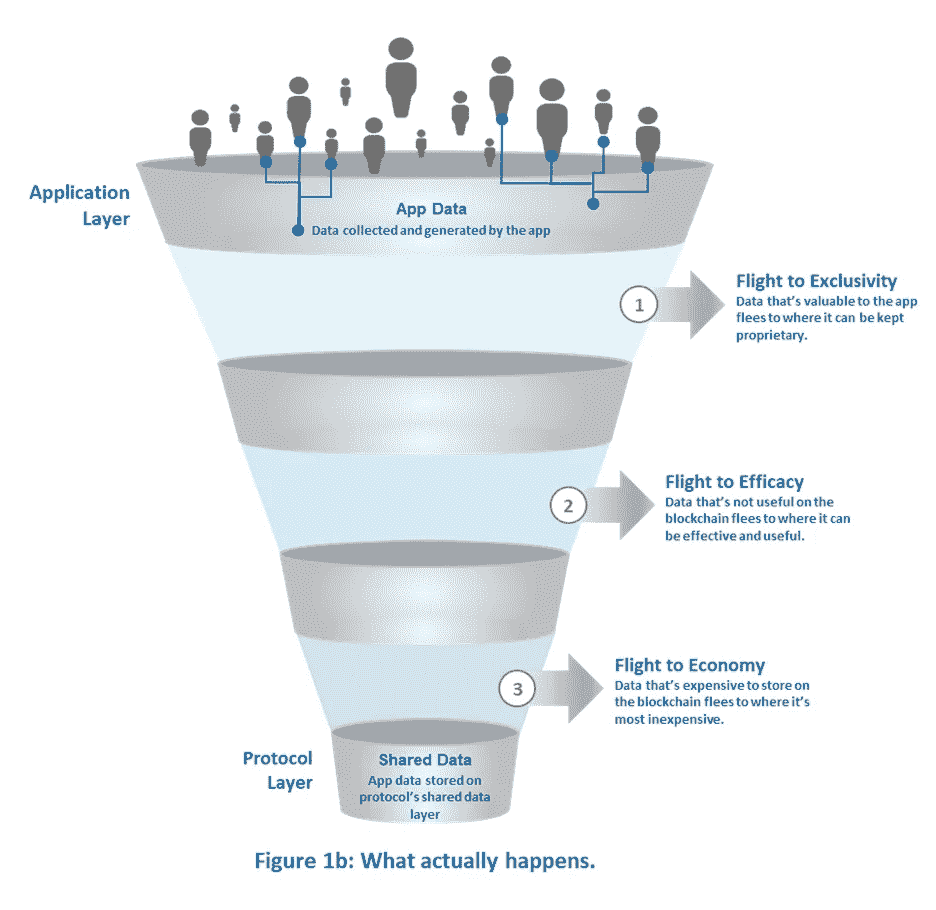 Application
Layer
App Data
Data collected and generated by the app
1
Flight to Exclusivity
Data that's valuable to the app
flees to where it can be kept
proprietary.
2
Flight to Efficacy
Data that's not useful on the
blockchain flees to where it can
be effective and useful.
3
Flight to Economy
Data that's expensive to store on
the blockchain flees to where it's
most inexpensive.
Protocol
Layer
Shared Data
App data stored on
protocol's shared data
layer
Figure 1b: What actually happens.